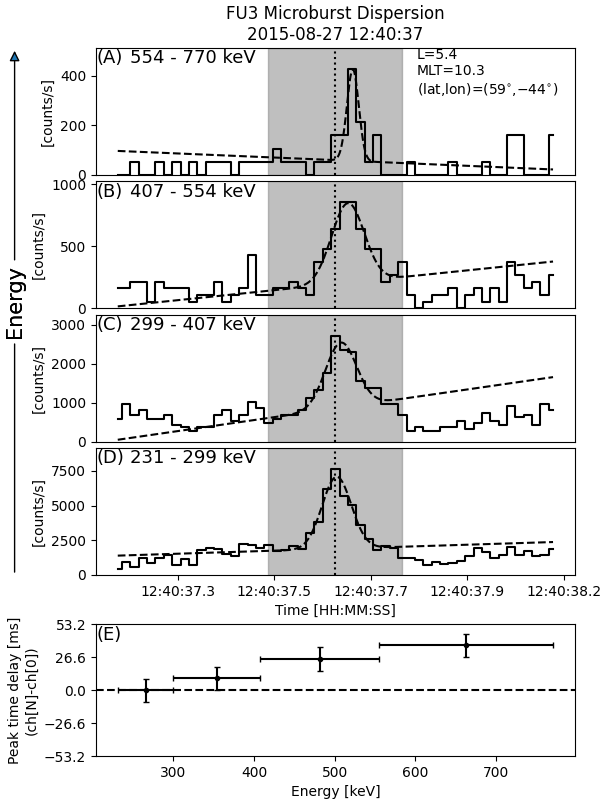 FU3 Microburst Dispersion
2015-08-27 12:40:37
(A) 554 - 770 keV
L=5.4
MLT=10.3
(lat,lon)=(59°,−44°)
400
200
0
[counts/s]
(B) 407 - 554 keV
1000
500
0
[counts/s]
(C) 299 - 407 keV
3000
2000
1000
0
[counts/s]
(D) 231 - 299 keV
7500
5000
2500
0
[counts/s]
Energy
12:40:37.3 12:40:37.5 12:40:37.7 12:40:37.9 12:40:38.2
Time [HH:MM:SS]
(E)
53.2
26.6
0.0
−26.6
−53.2
Peak time delay [ms]
(ch[N]-ch[0])
300 400 500 600 700
Energy [keV]